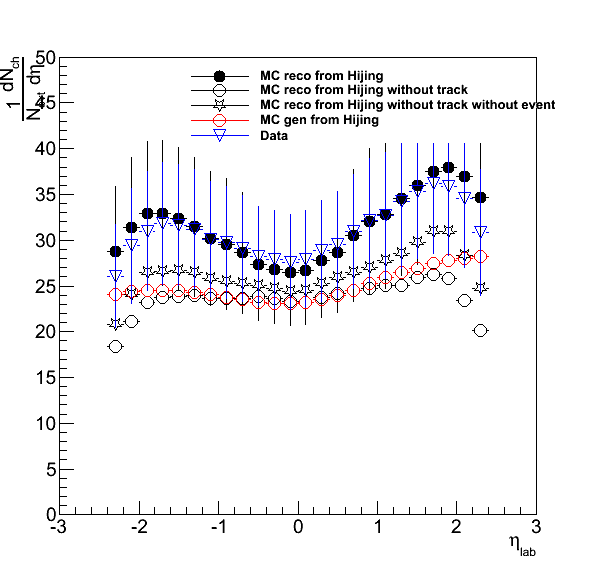 1 dN_ch
dη
50
45
40
35
30
25
20
15
10
5
0
MC reco from Hijing
MC reco from Hijing without track
MC reco from Hijing without track without event
MC gen from Hijing
Data
-3 -2 -1 0 1 2 3
η_lab